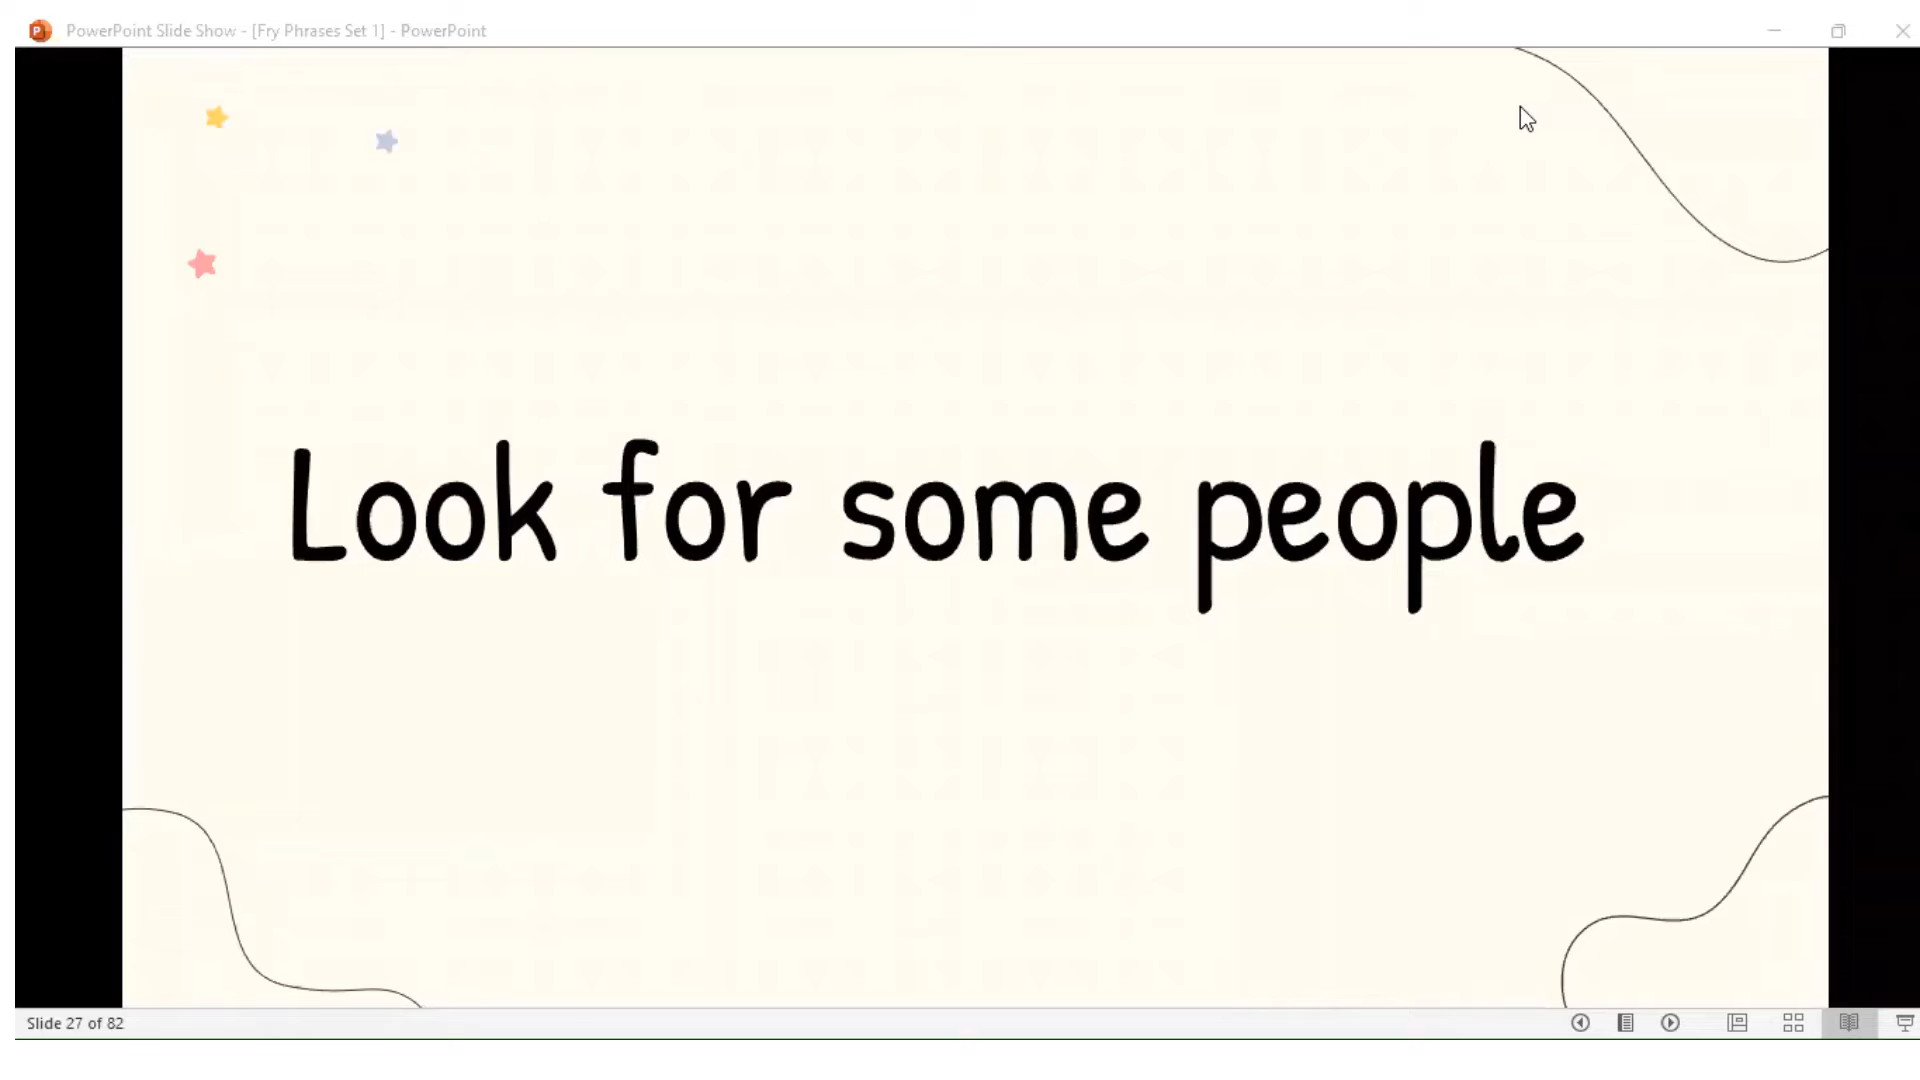 PowerPoint Slide Show - [Fry Phrases Set 1] - PowerPoint
Look for some people
Slide 27 of 82